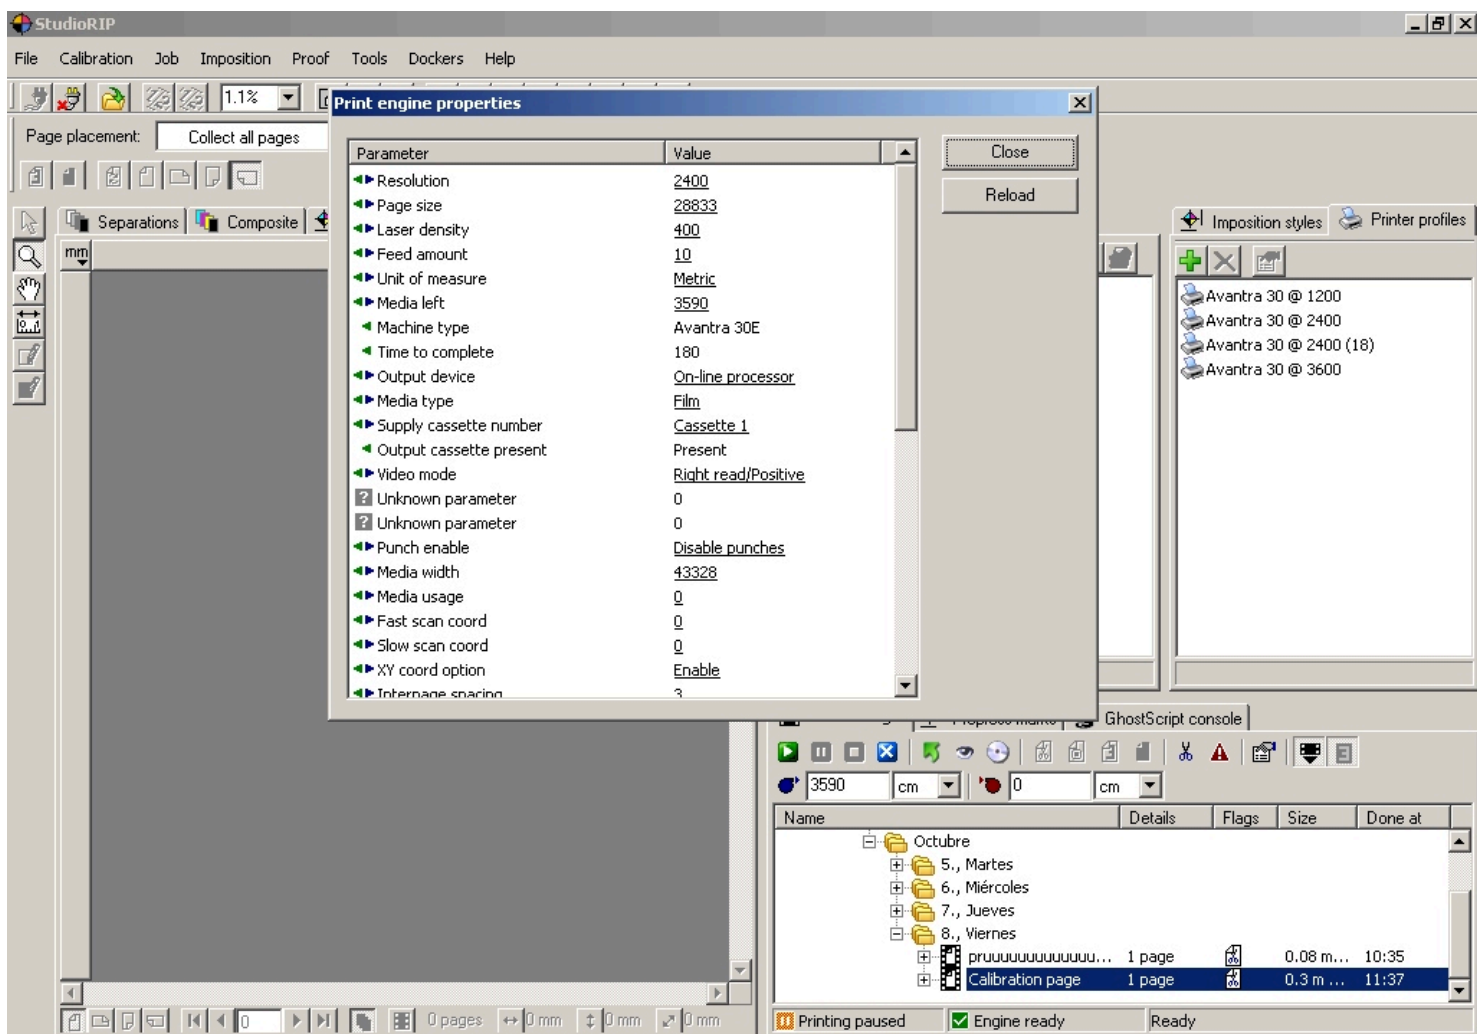 StudioRIP
File Calibration Job Imposition Proof Tools Dockers Help
1.1%
Print engine properties
Page placement: Collect all pages
Parameter Value
Close
Reload
Resolution 2400
Page size 28833
Laser density 400
Feed amount 10
Unit of measure Metric
Media left 3590
Machine type Avantra 30E
Time to complete 180
Output device On-line processor
Media type Film
Supply cassette number Cassette 1
Output cassette present Present
Video mode Right read/Positive
Unknown parameter 0
Unknown parameter 0
Punch enable Disable punches
Media width 43328
Media usage 0
Fast scan coord 0
Slow scan coord 0
XY coord option Enable
Internage spacing 3
Separations Composite
mm
Imposition styles Printer profiles
Avantra 30 @ 1200
Avantra 30 @ 2400
Avantra 30 @ 2400 (18)
Avantra 30 @ 3600
Prepress marks GhostScript console
3590 cm 0 cm
Name Details Flags Size Done at
Octubre
5., Martes
6., Miércoles
7., Jueves
8., Viernes
pruuuuuuuuuuuuu... 1 page 0.08 m... 10:35
Calibration page 1 page 0.3 m ... 11:37
0 0 pages 0 mm 0 mm 0 mm
Printing paused Engine ready Ready